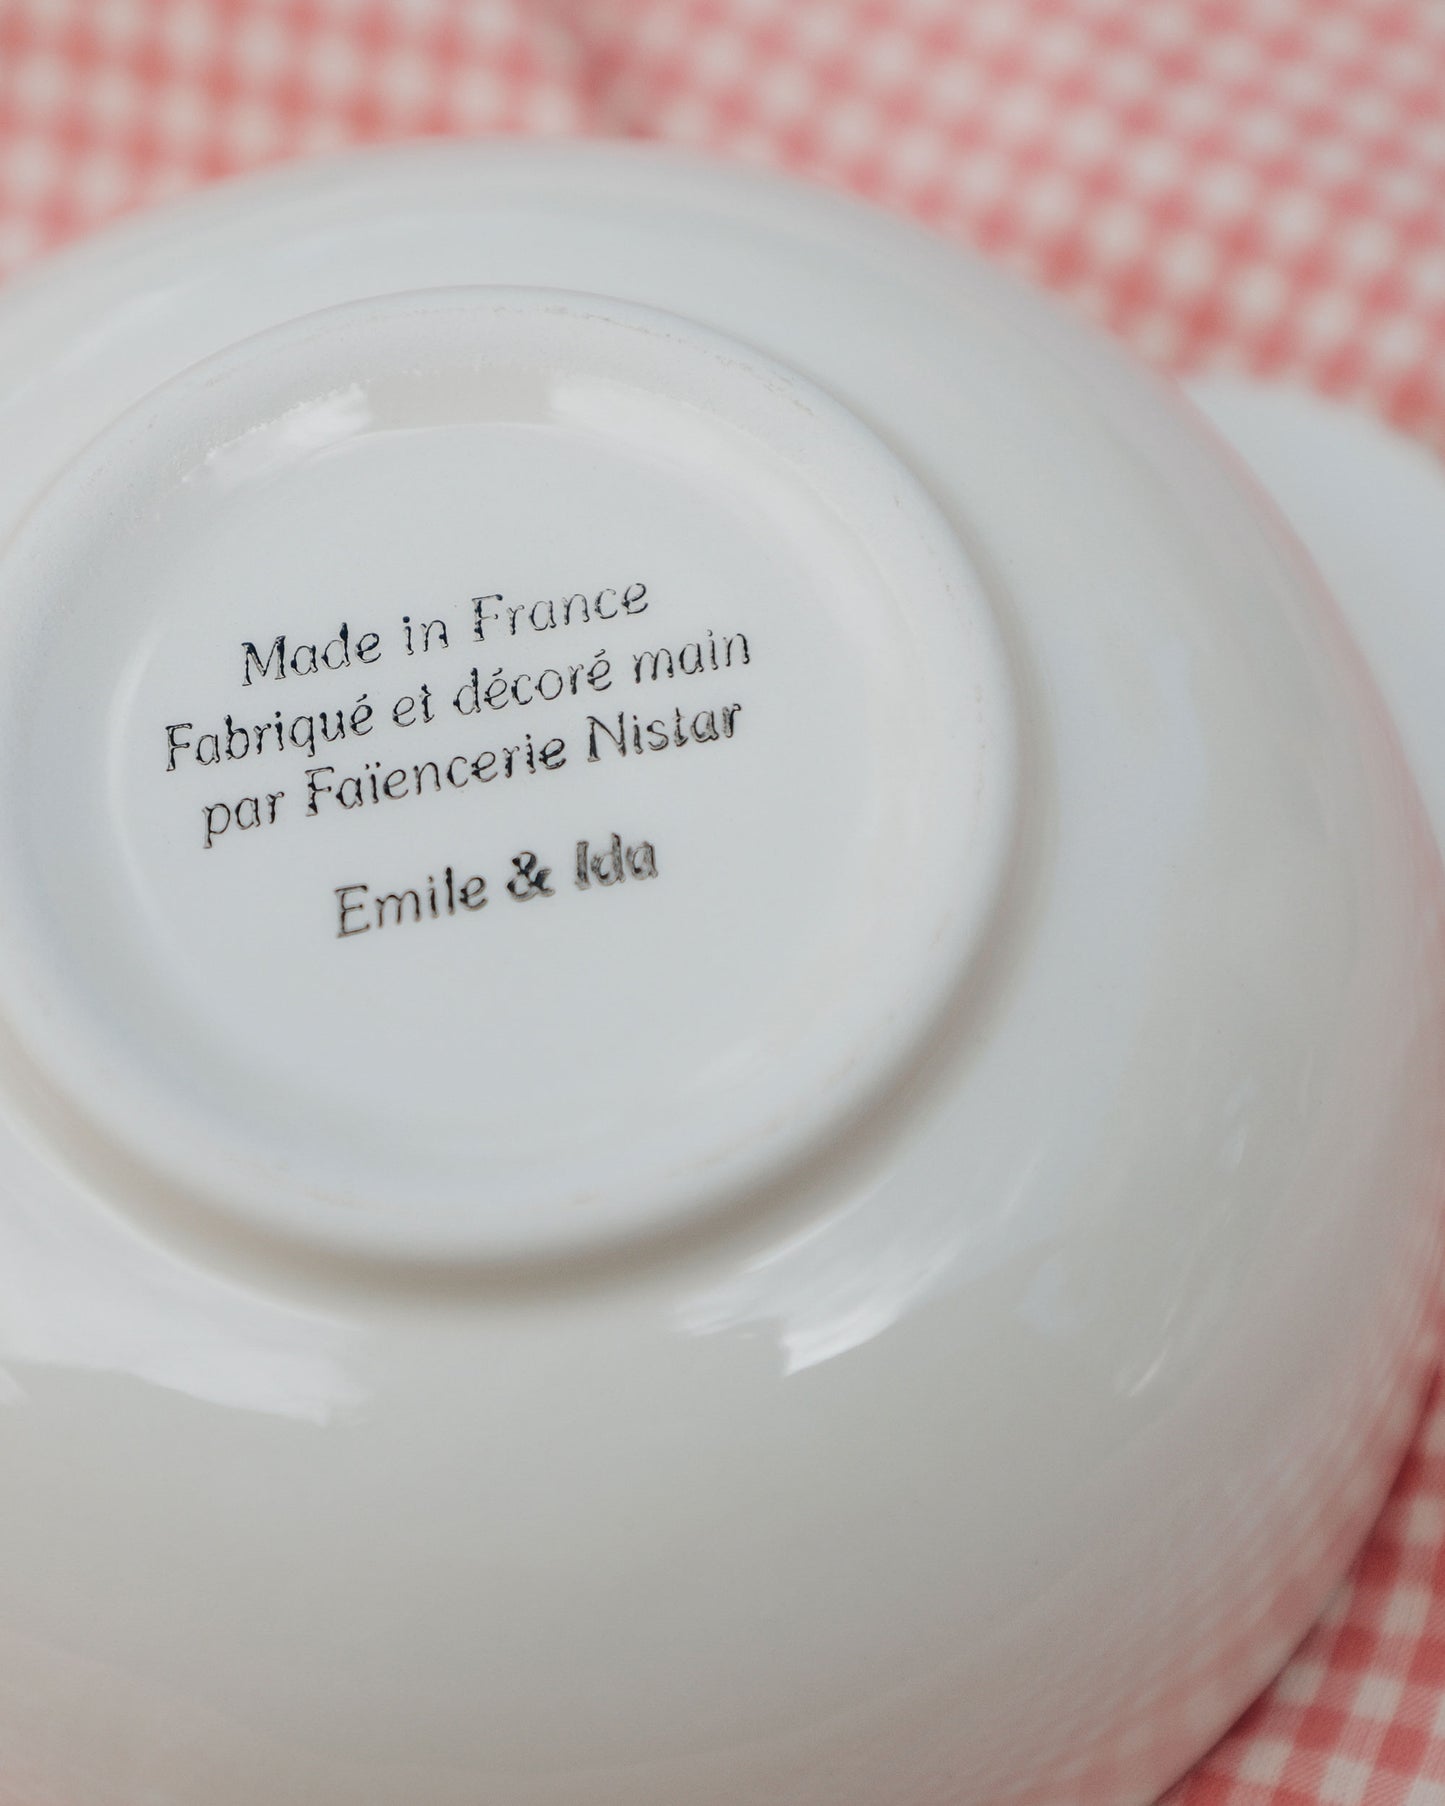 Made in France
Fabriqué et décoré main
par Faïencerie Nistar
Emile & Ida